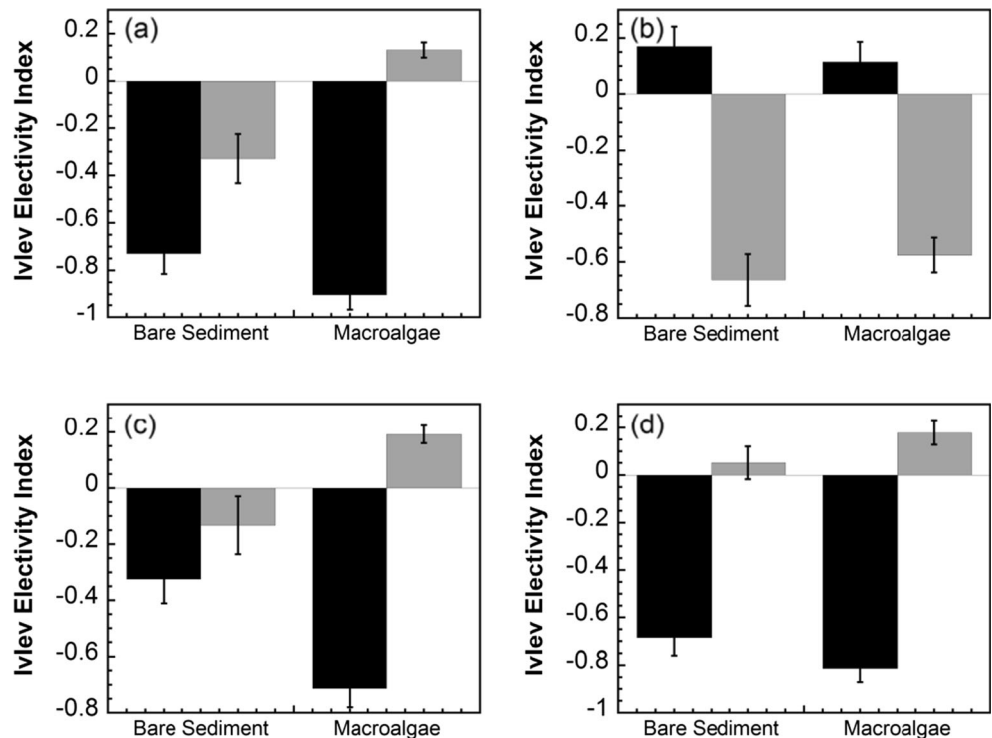 (a)
Ivlev Electivity Index
0.2
0
-0.2
-0.4
-0.6
-0.8
-1
Bare Sediment
Macroalgae
(b)
Ivlev Electivity Index
0.2
0
-0.2
-0.4
-0.6
-0.8
Bare Sediment
Macroalgae
(c)
Ivlev Electivity Index
0.2
0
-0.2
-0.4
-0.6
-0.8
Bare Sediment
Macroalgae
(d)
Ivlev Electivity Index
0.2
0
-0.2
-0.4
-0.6
-0.8
-1
Bare Sediment
Macroalgae